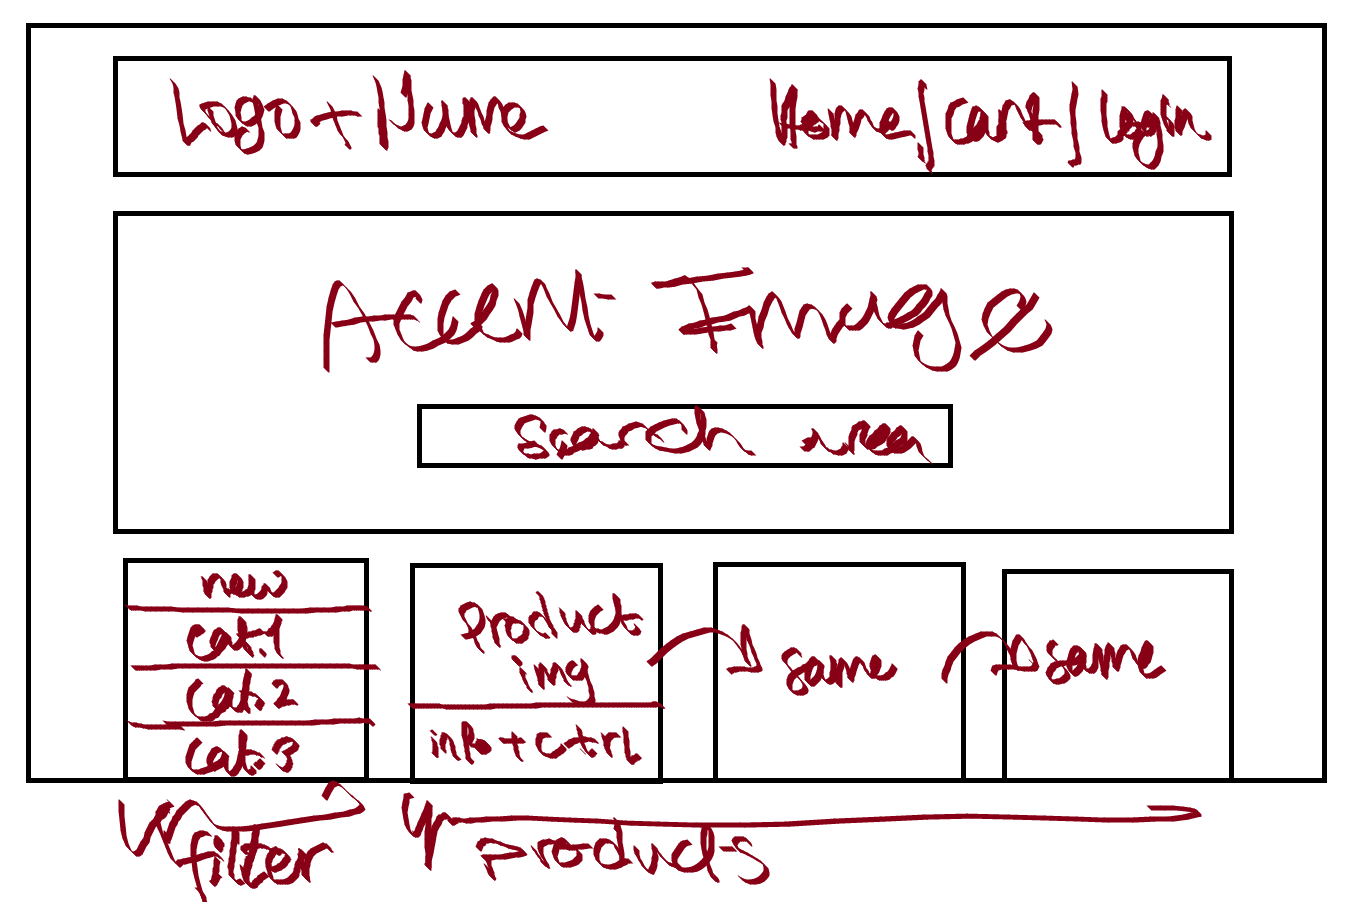 Logo + Name
Home/cart/login
Accent Image
Search area
new
cat.1
cat.2
cat.3
product
img
info + ctrl
same
same
filter
products